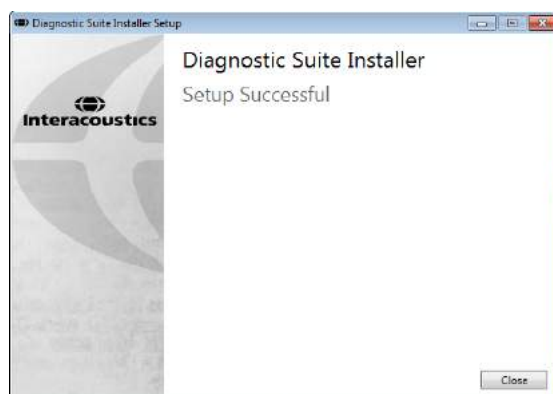 Diagnostic Suite Installer Setup
Diagnostic Suite Installer
Setup Successful
Interacoustics
Close